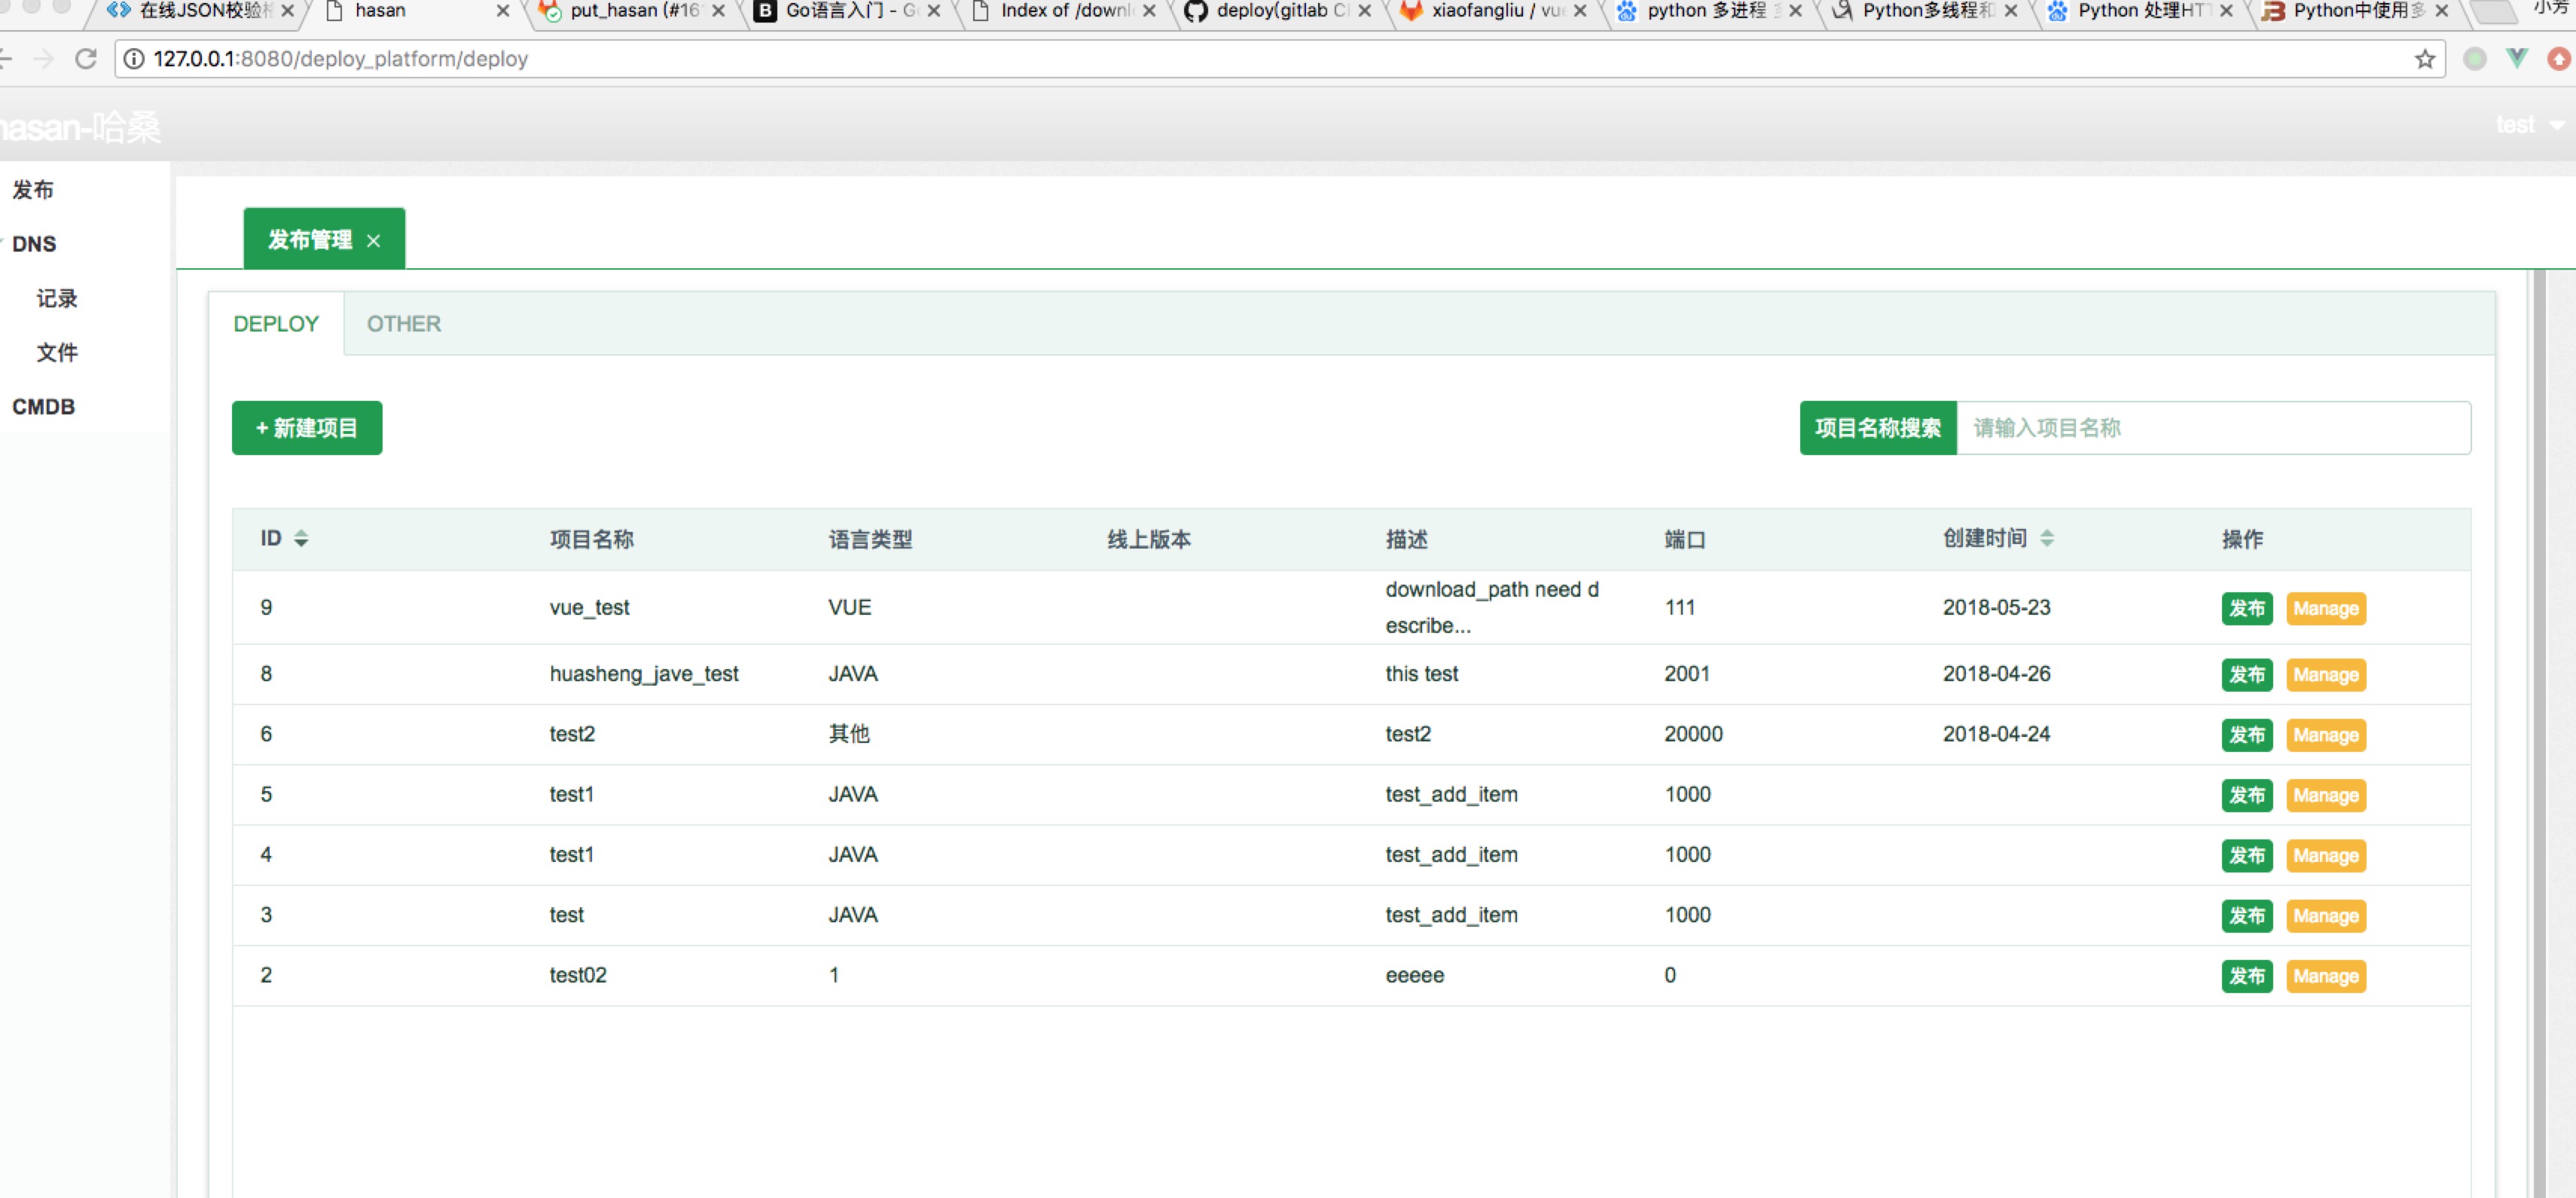 在线JSON校验格 hasan put_hasan (#16 Go语言入门 - G Index of /downl deploy(gitlab CI xiaofangliu / vue python 多进程 Python多线程和 Python 处理HT Python中使用多 小芳
127.0.0.1:8080/deploy_platform/deploy
hasan-哈桑 test
发布
DNS
记录
文件
CMDB
发布管理
DEPLOY OTHER
+ 新建项目 项目名称搜索 请输入项目名称
ID 项目名称 语言类型 线上版本 描述 端口 创建时间 操作
9 vue_test VUE download_path need d
escribe... 111 2018-05-23 发布 Manage
8 huasheng_jave_test JAVA this test 2001 2018-04-26 发布 Manage
6 test2 其他 test2 20000 2018-04-24 发布 Manage
5 test1 JAVA test_add_item 1000 发布 Manage
4 test1 JAVA test_add_item 1000 发布 Manage
3 test JAVA test_add_item 1000 发布 Manage
2 test02 1 eeeee 0 发布 Manage